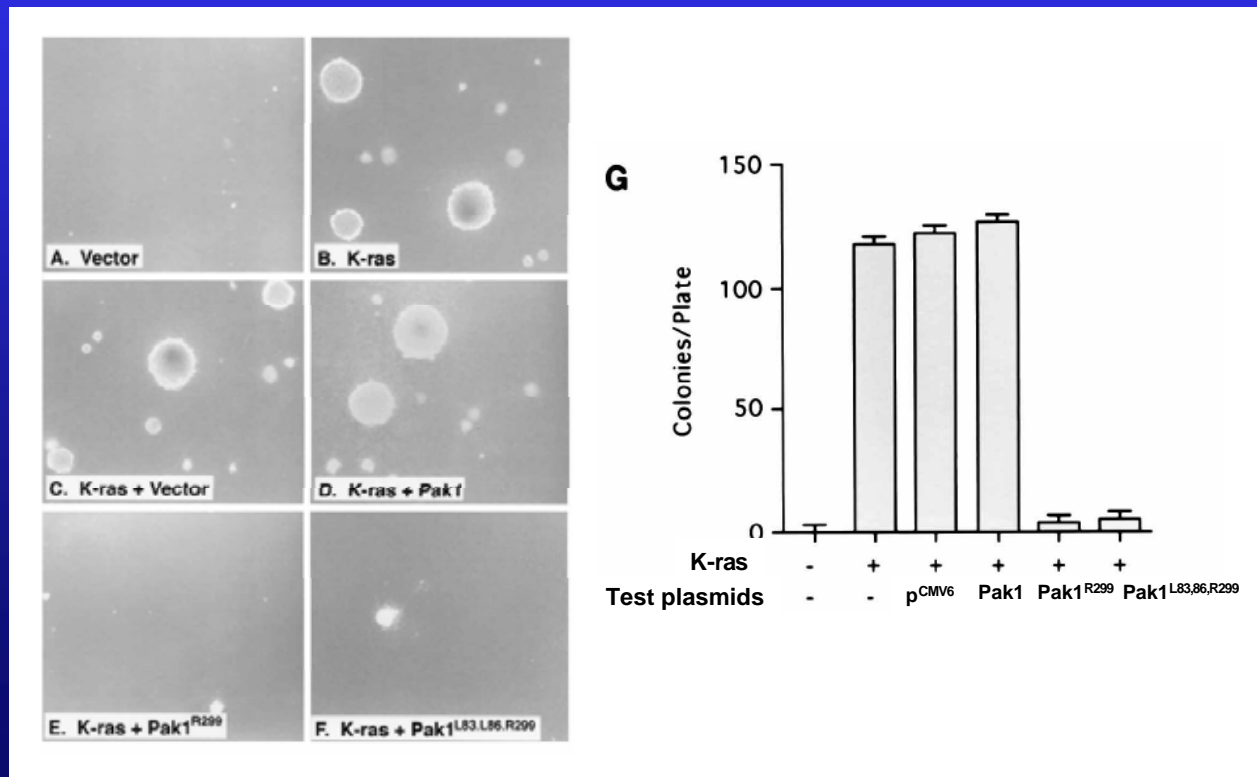 A. Vector
B. K-ras
C. K-ras + Vector
D. K-ras + Pak1
E. K-ras + Pak1R299
F. K-ras + Pak1L83.L86.R299
G
150
100
50
0
Colonies/Plate
K-ras - + + + + +
Test plasmids - - pCMV6 Pak1 Pak1R299 Pak1L83,86,R299